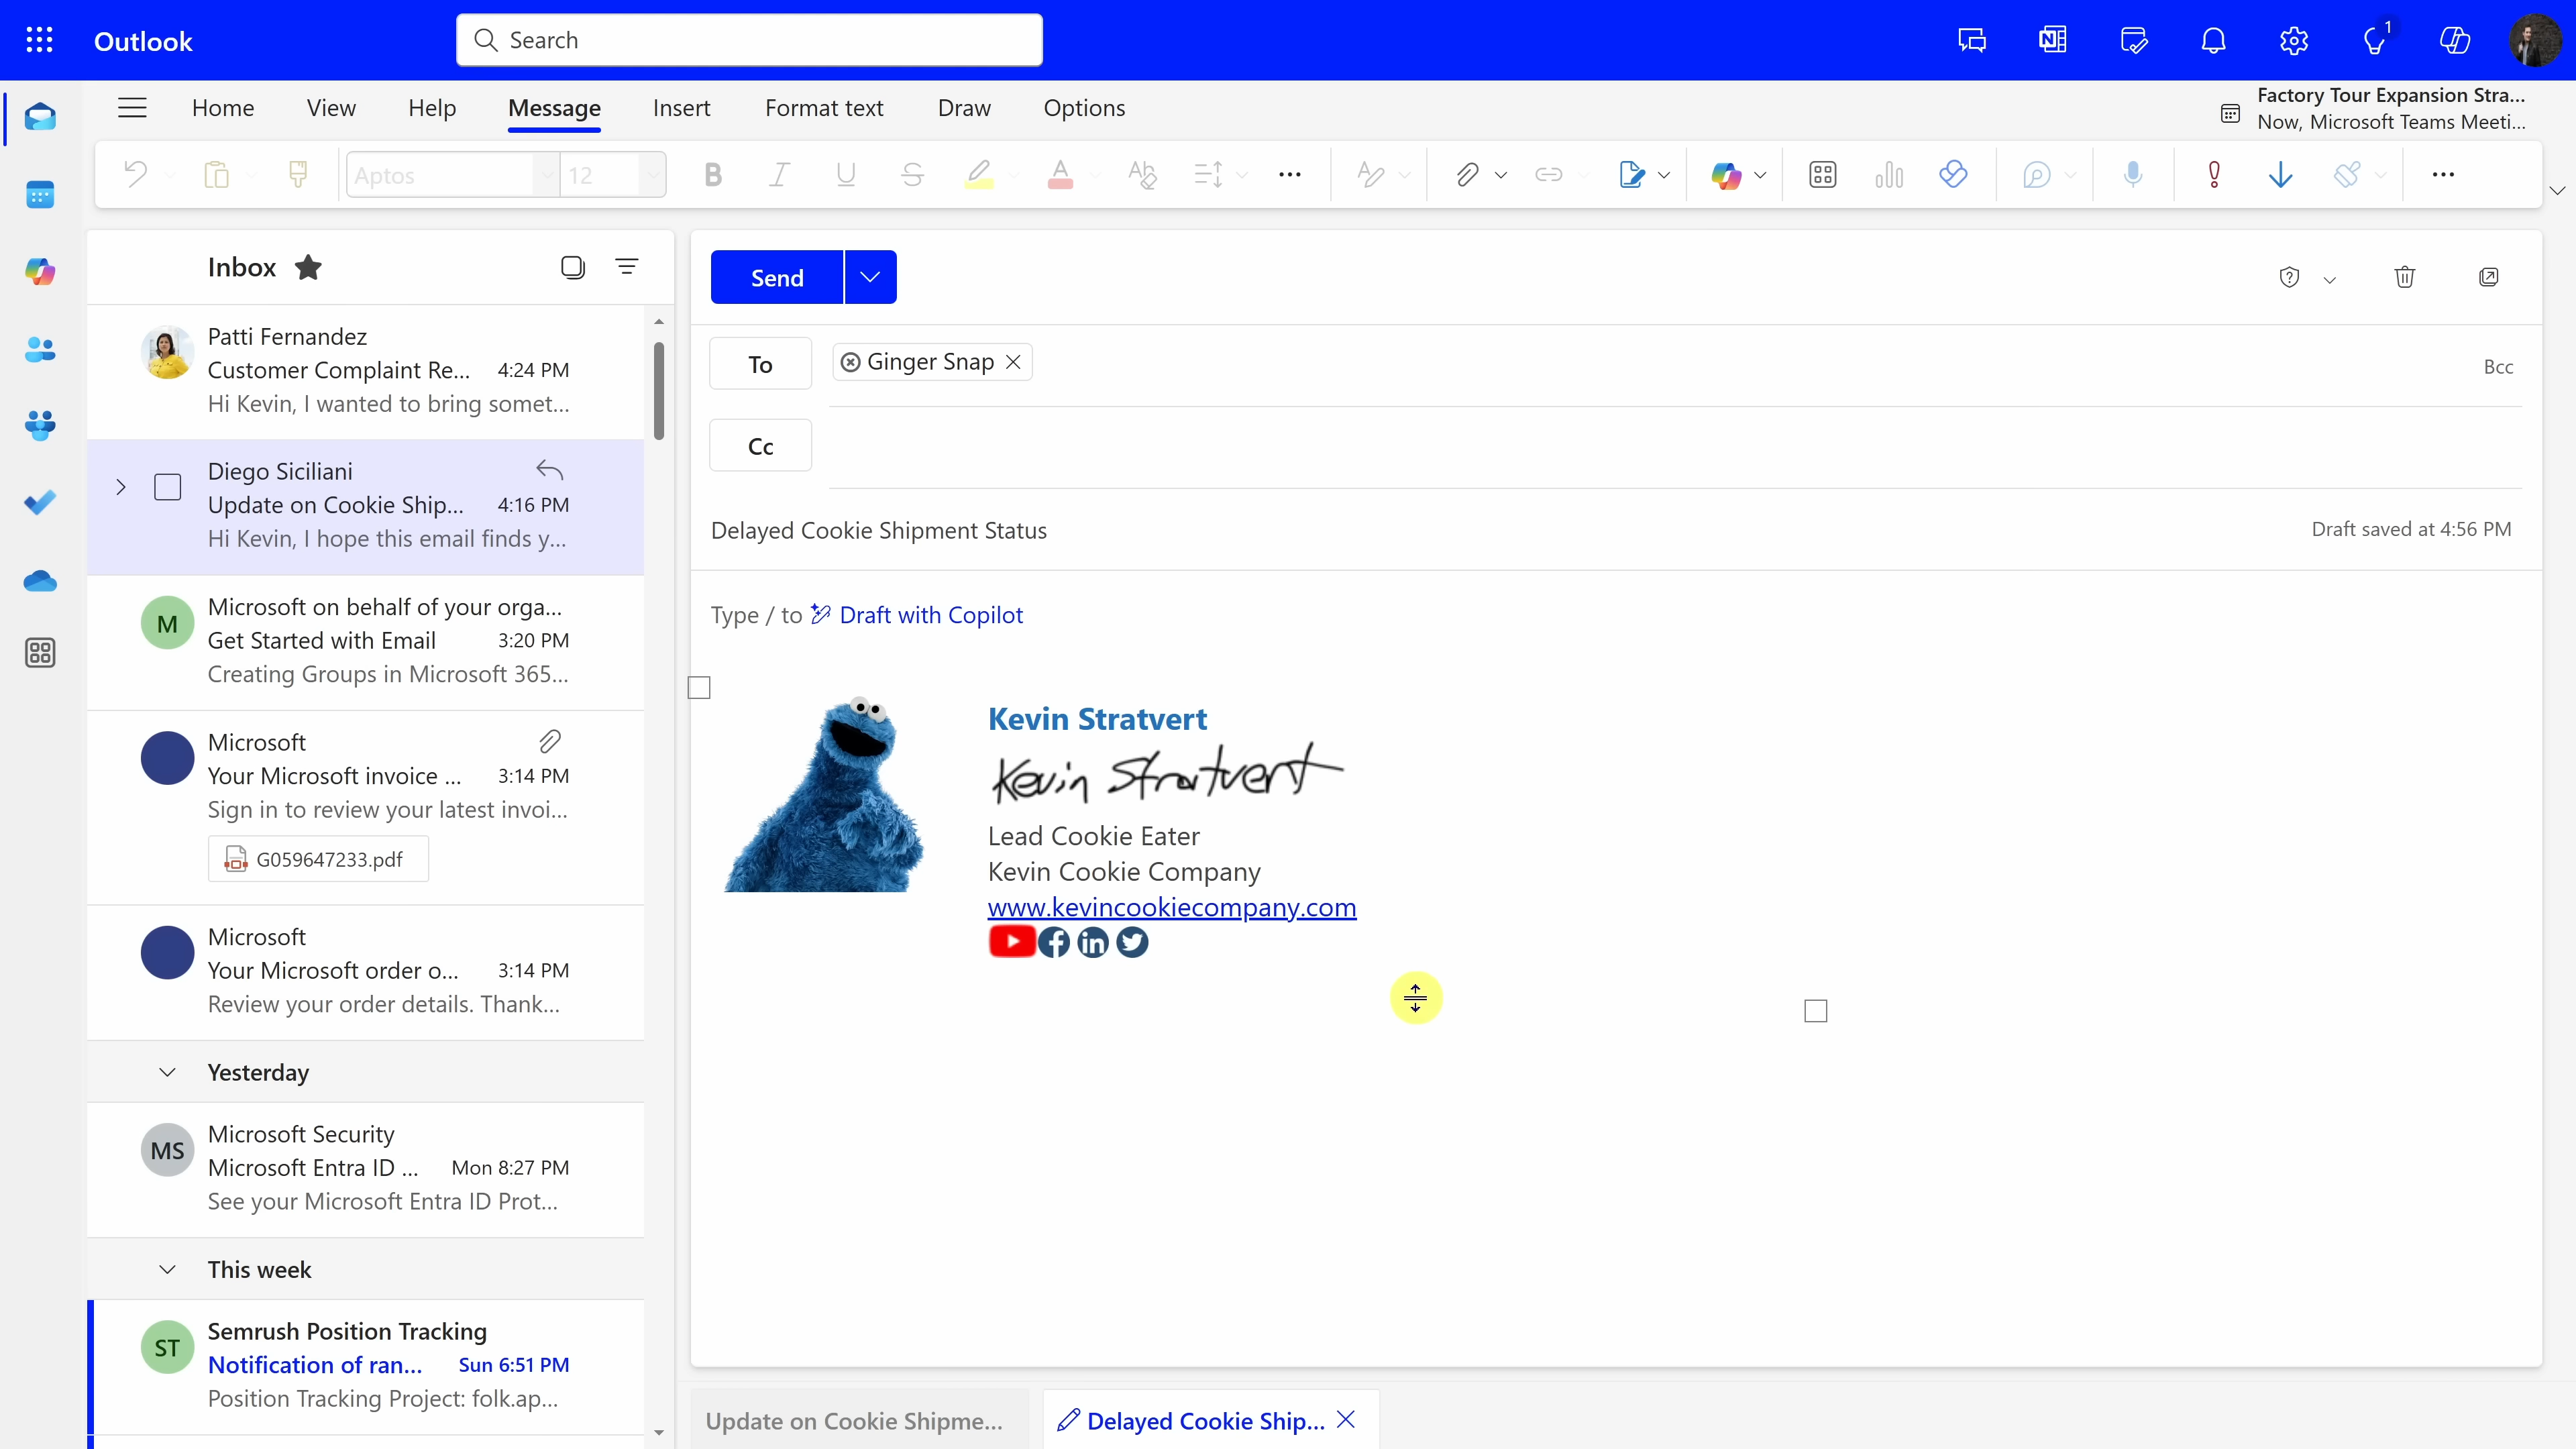 Outlook
Search
1
Home
View
Help
Message
Insert
Format text
Draw
Options
Factory Tour Expansion Stra...
Now, Microsoft Teams Meeti...
Aptos
12
Inbox
Patti Fernandez
Customer Complaint Re... 4:24 PM
Hi Kevin, I wanted to bring somet...
Diego Siciliani
Update on Cookie Ship... 4:16 PM
Hi Kevin, I hope this email finds y...
M
Microsoft on behalf of your orga...
Get Started with Email 3:20 PM
Creating Groups in Microsoft 365...
Microsoft
Your Microsoft invoice ... 3:14 PM
Sign in to review your latest invoi...
G059647233.pdf
Microsoft
Your Microsoft order o... 3:14 PM
Review your order details. Thank...
Yesterday
MS
Microsoft Security
Microsoft Entra ID ... Mon 8:27 PM
See your Microsoft Entra ID Prot...
This week
ST
Semrush Position Tracking
Notification of ran... Sun 6:51 PM
Position Tracking Project: folk.ap...
Send
To Ginger Snap Bcc
Cc
Delayed Cookie Shipment Status Draft saved at 4:56 PM
Type / to Draft with Copilot
Kevin Stratvert
Kevin Stratvert
Lead Cookie Eater
Kevin Cookie Company
www.kevincookiecompany.com
Update on Cookie Shipme...
Delayed Cookie Ship...